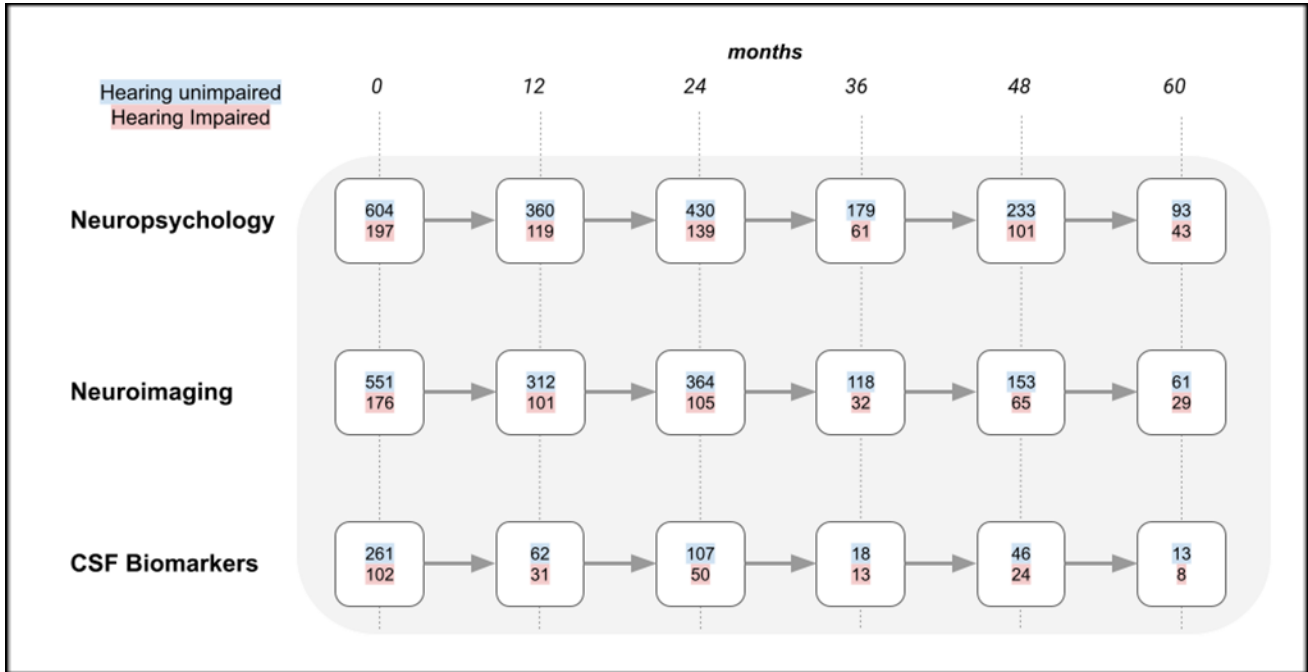 months
0 12 24 36 48 60
Hearing unimpaired
Hearing Impaired
Neuropsychology
604 360 430 179 233 93
197 119 139 61 101 43
Neuroimaging
551 312 364 118 153 61
176 101 105 32 65 29
CSF Biomarkers
261 62 107 18 46 13
102 31 50 13 24 8